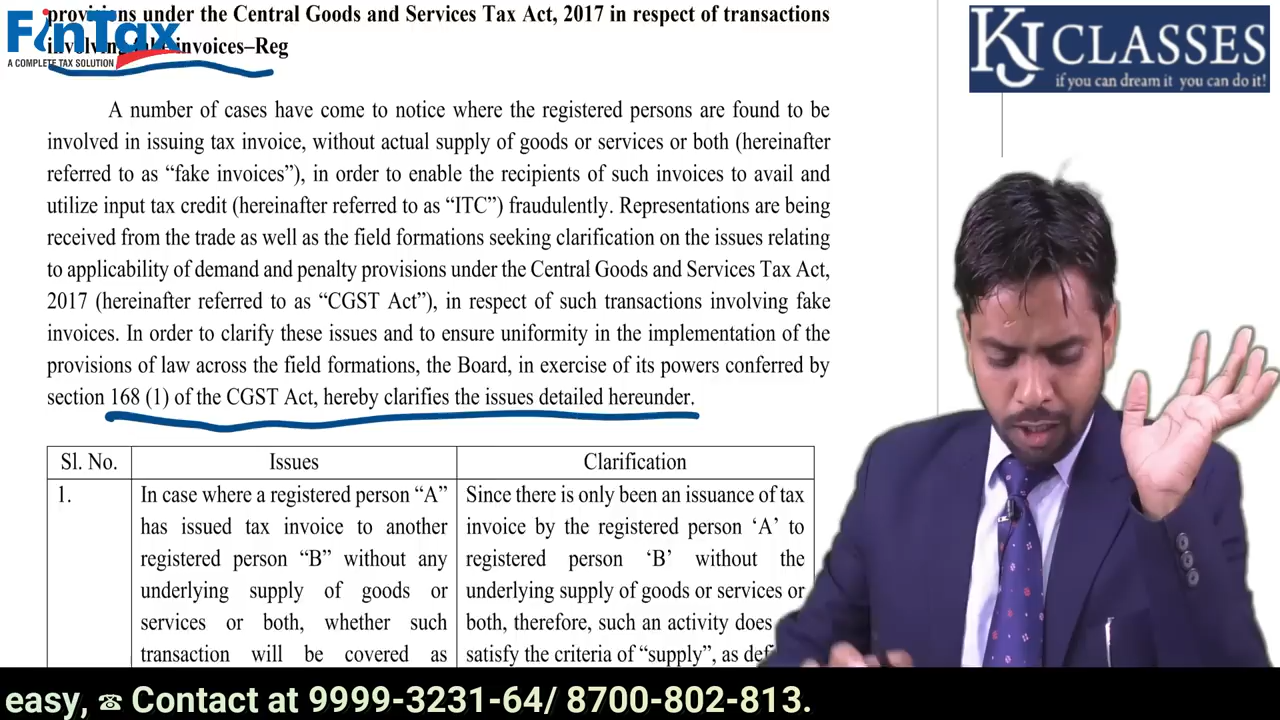 provisions under the Central Goods and Services Tax Act, 2017 in respect of transactions
involving fake invoices–Reg
FinTax
A COMPLETE TAX SOLUTION
KJ CLASSES
if you can dream it you can do it!
A number of cases have come to notice where the registered persons are found to be
involved in issuing tax invoice, without actual supply of goods or services or both (hereinafter
referred to as “fake invoices”), in order to enable the recipients of such invoices to avail and
utilize input tax credit (hereinafter referred to as “ITC”) fraudulently. Representations are being
received from the trade as well as the field formations seeking clarification on the issues relating
to applicability of demand and penalty provisions under the Central Goods and Services Tax Act,
2017 (hereinafter referred to as “CGST Act”), in respect of such transactions involving fake
invoices. In order to clarify these issues and to ensure uniformity in the implementation of the
provisions of law across the field formations, the Board, in exercise of its powers conferred by
section 168 (1) of the CGST Act, hereby clarifies the issues detailed hereunder.
Sl. No. Issues Clarification
1.
In case where a registered person “A”
has issued tax invoice to another
registered person “B” without any
underlying supply of goods or
services or both, whether such
transaction will be covered as
Since there is only been an issuance of tax
invoice by the registered person ‘A’ to
registered person ‘B’ without the
underlying supply of goods or services or
both, therefore, such an activity does
satisfy the criteria of “supply”, as
easy, ☎ Contact at 9999-3231-64/ 8700-802-813.